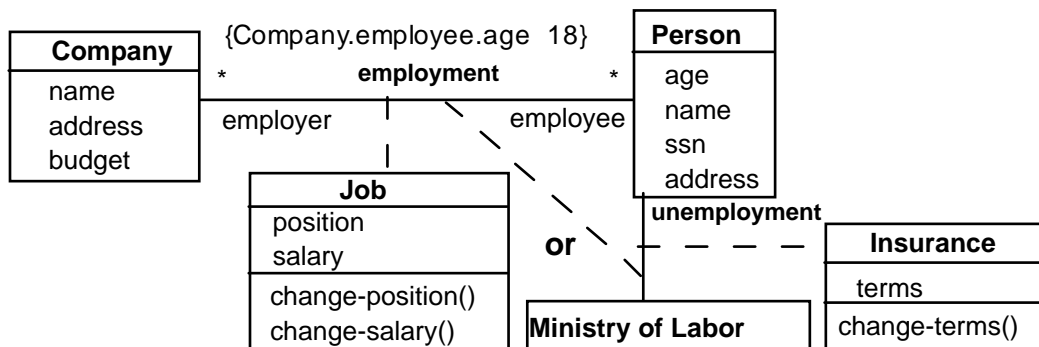 {Company.employee.age 18}
Company
name
address
budget
*
employment
*
employer
employee
Person
age
name
ssn
address
Job
position
salary
change-position()
change-salary()
unemployment
or
Ministry of Labor
Insurance
terms
change-terms()